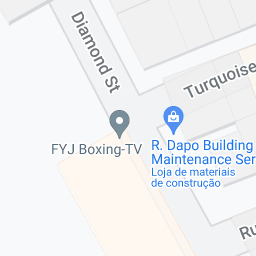 Diamond St
Turquoise
FYJ Boxing-TV
R. Dapo Building
Maintenance Ser
Loja de materiais
de construção
Ru